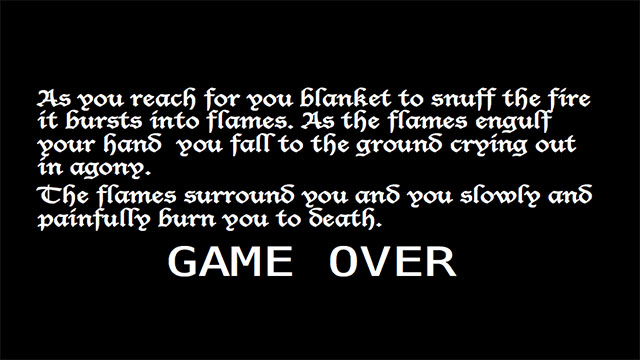 As you reach for you blanket to snuff the fire
it bursts into flames. As the flames engulf
your hand  you fall to the ground crying out
in agony.
The flames surround you and you slowly and
painfully burn you to death.
GAME OVER